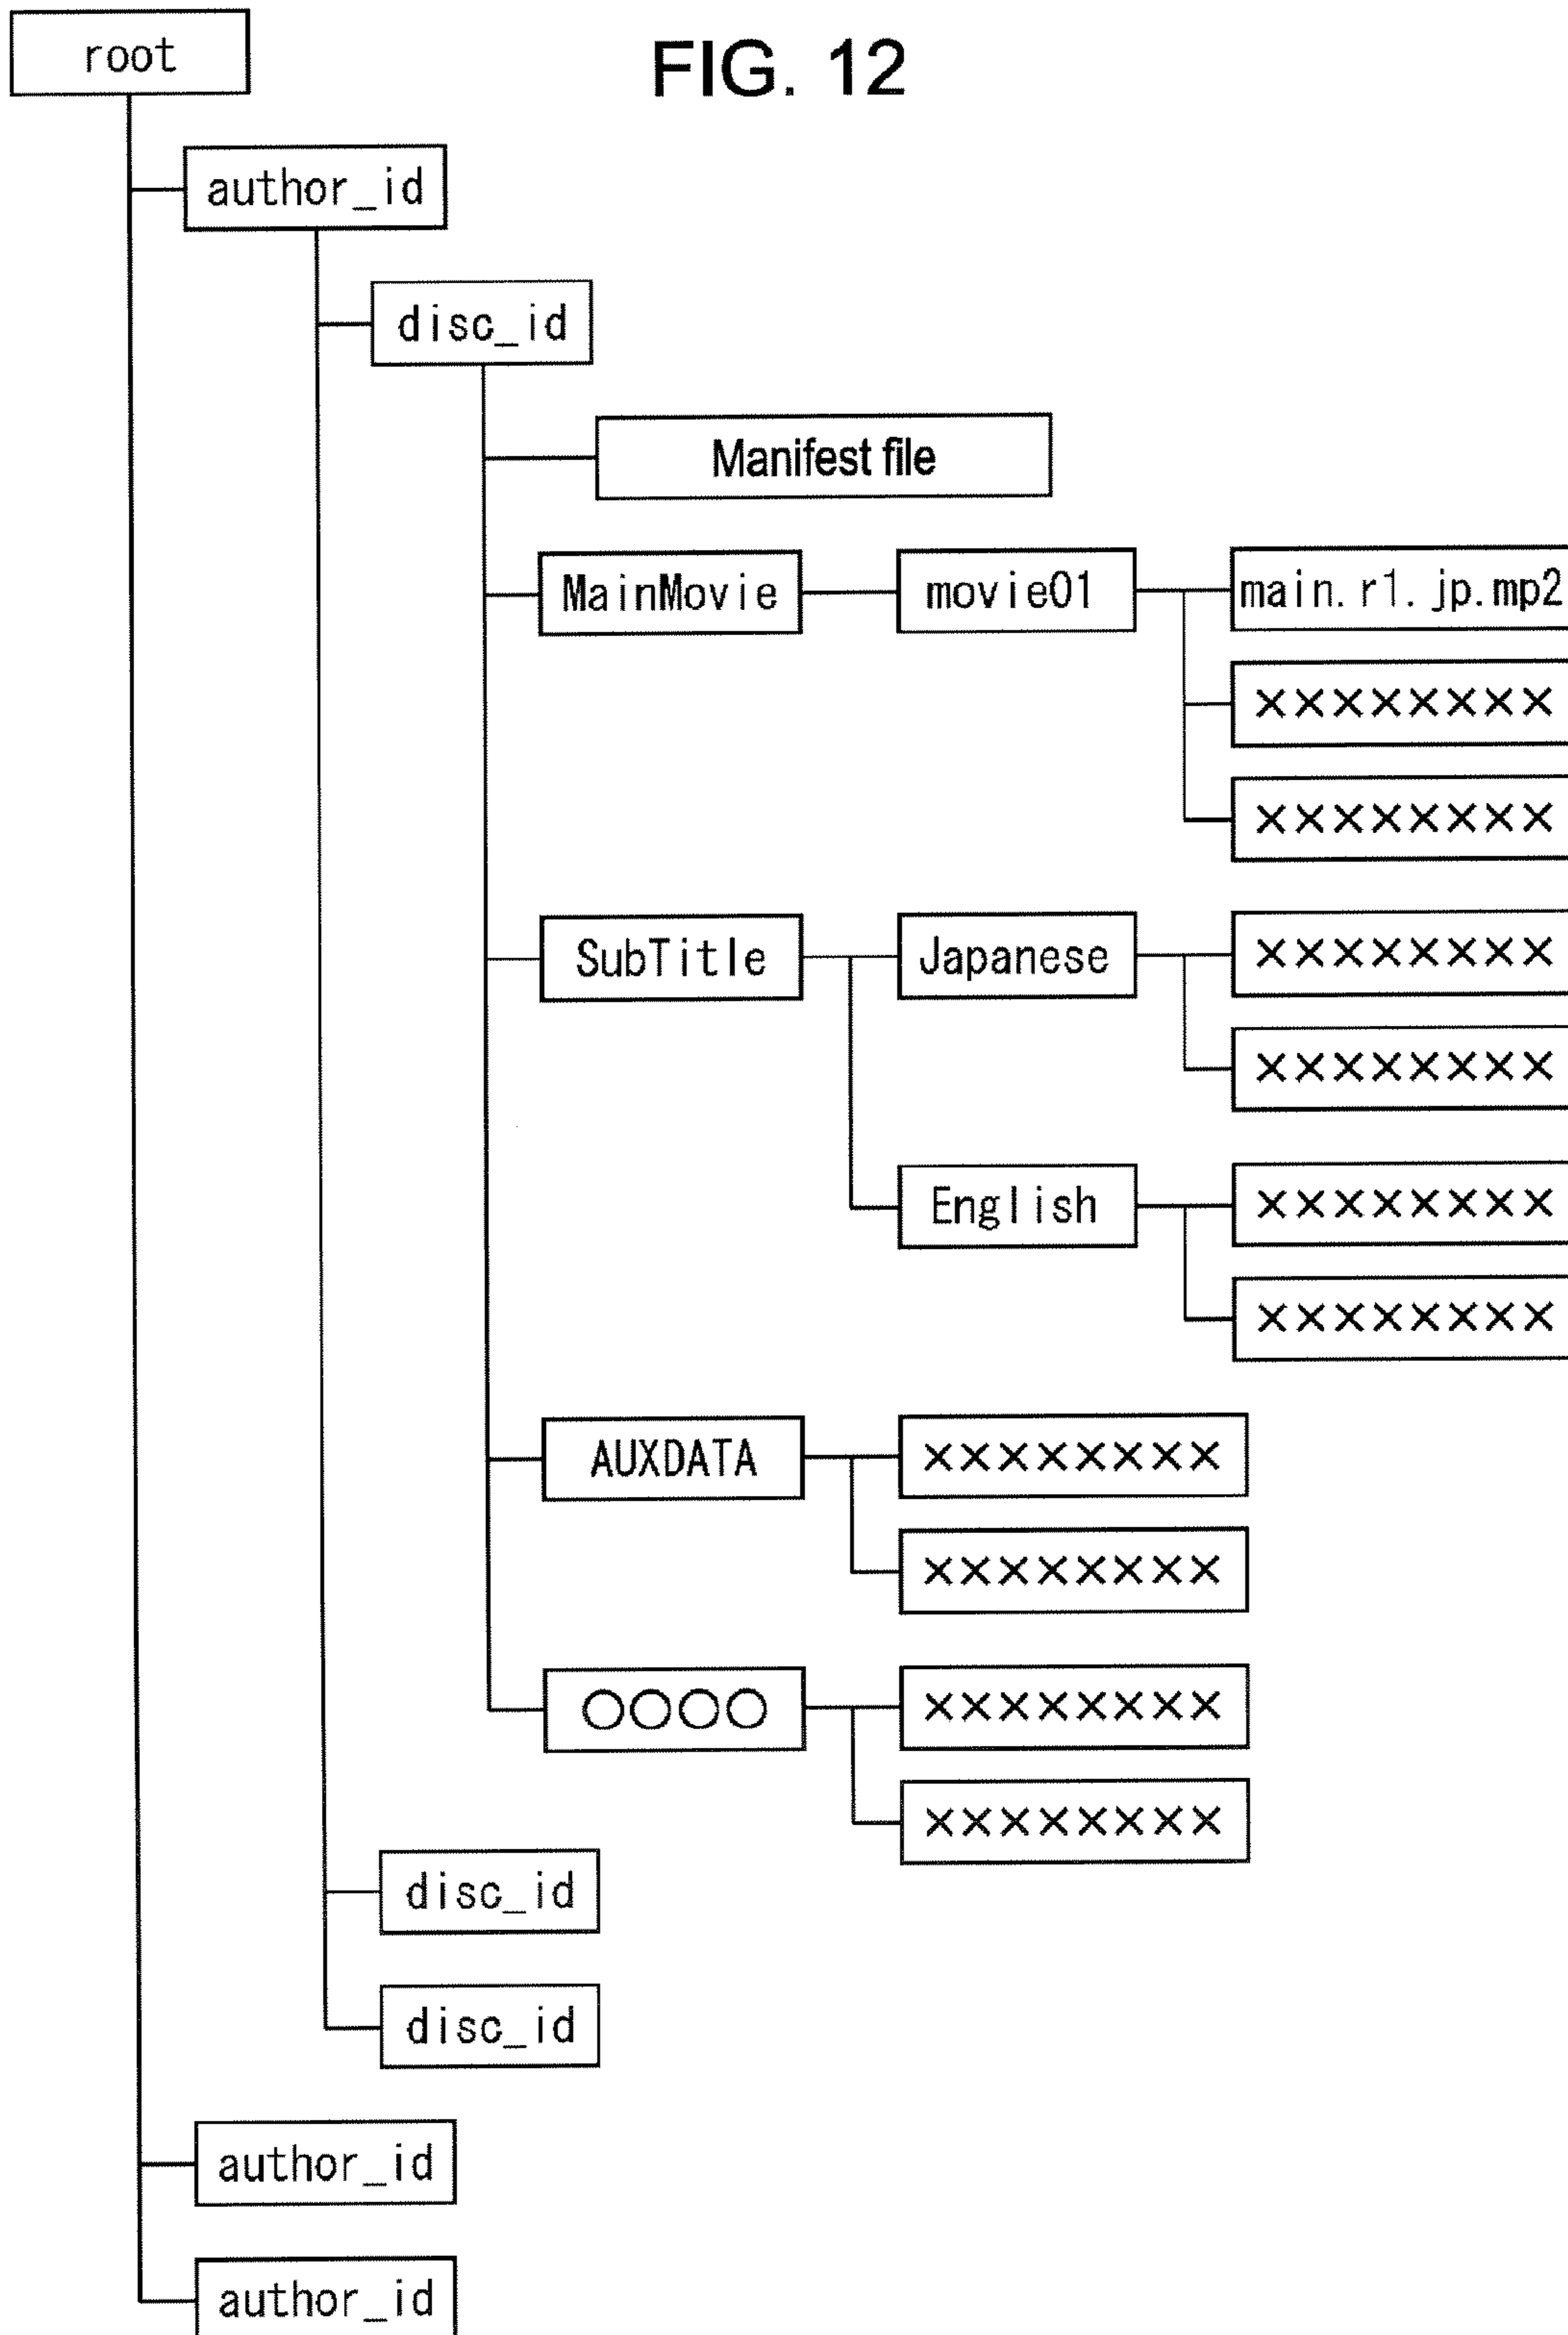 FIG. 12
root
author_id
disc_id
Manifest file
MainMovie
movie01
main.r1.jp.mp2
××××××××
××××××××
SubTitle
Japanese
××××××××
××××××××
English
××××××××
××××××××
AUXDATA
××××××××
××××××××
○○○○
××××××××
××××××××
disc_id
disc_id
author_id
author_id